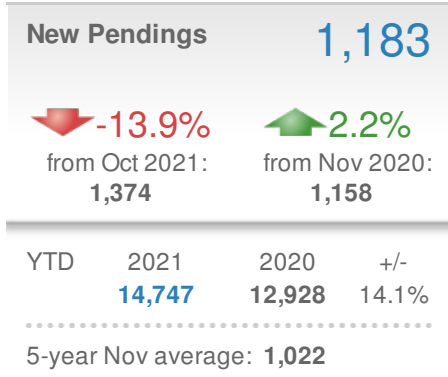 New Pendings 1,183
-13.9% 2.2%
from Oct 2021: from Nov 2020:
1,374 1,158
YTD 2021 2020 +/-
14,747 12,928 14.1%
5-year Nov average: 1,022